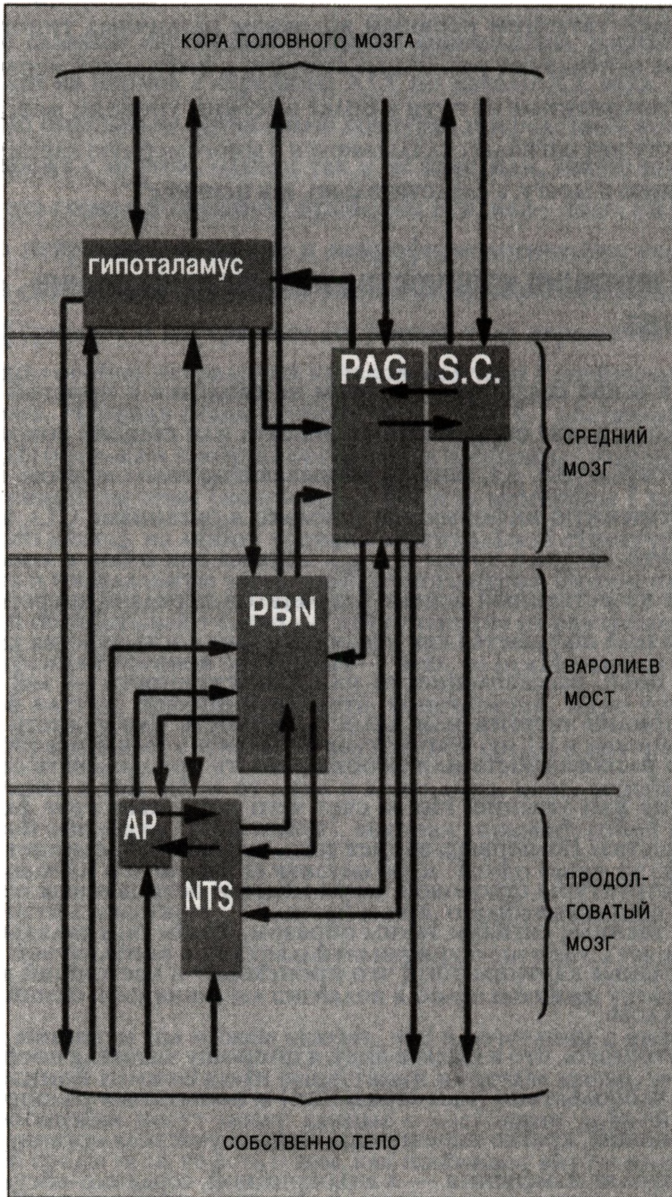 КОРА ГОЛОВНОГО МОЗГА
гипоталамус
PAG
S.C.
СРЕДНИЙ
МОЗГ
PBN
ВАРОЛИЕВ
МОСТ
AP
NTS
ПРОДОЛ-
ГОВАТЫЙ
МОЗГ
СОБСТВЕННО ТЕЛО